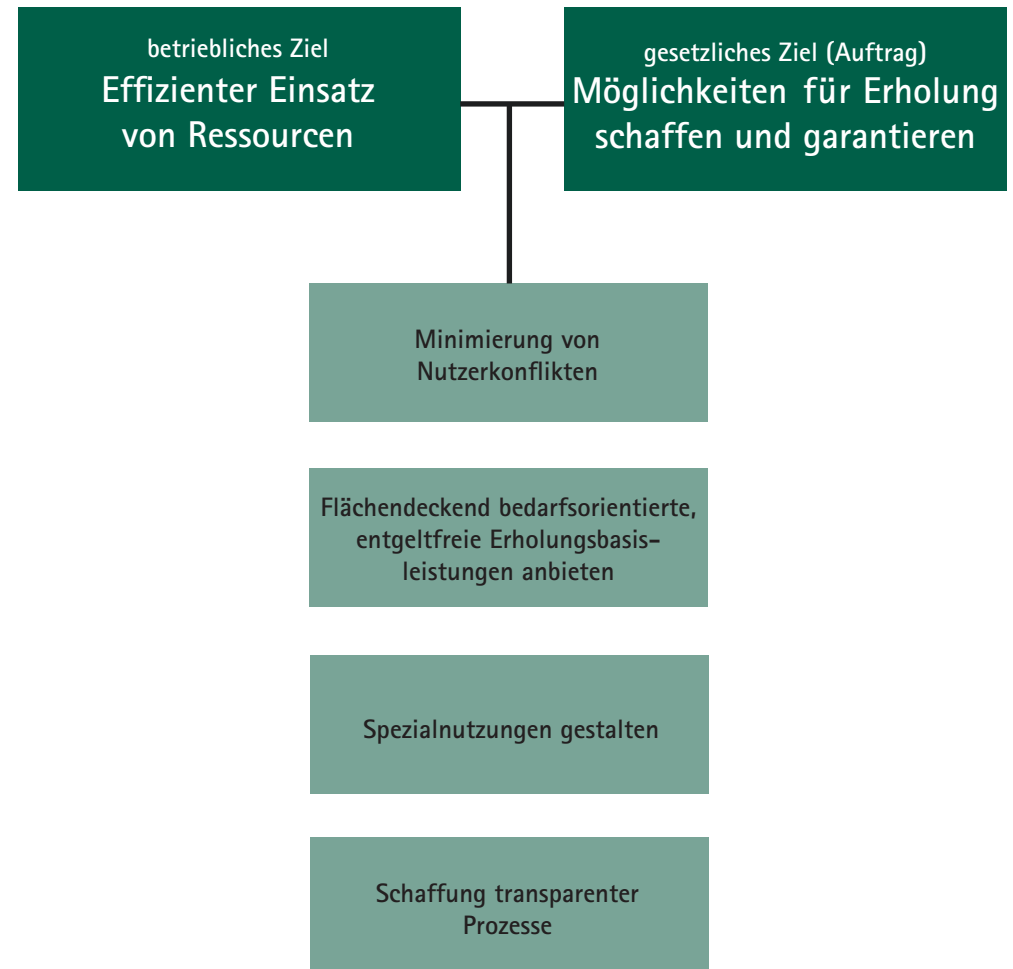 betriebliches Ziel
Effizienter Einsatz
von Ressourcen
gesetzliches Ziel (Auftrag)
Möglichkeiten für Erholung
schaffen und garantieren
Minimierung von
Nutzerkonflikten
Flächendeckend bedarfsorientierte,
entgeltfreie Erholungsbasis-
leistungen anbieten
Spezialnutzungen gestalten
Schaffung transparenter
Prozesse